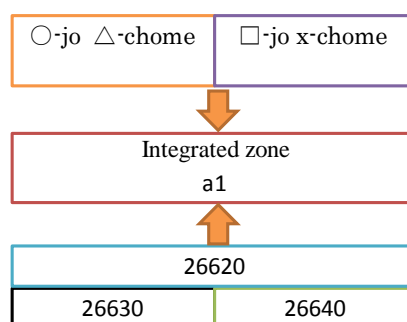 ○-jo △-chome
□-jo x-chome
Integrated zone
a1
26620
26630
26640